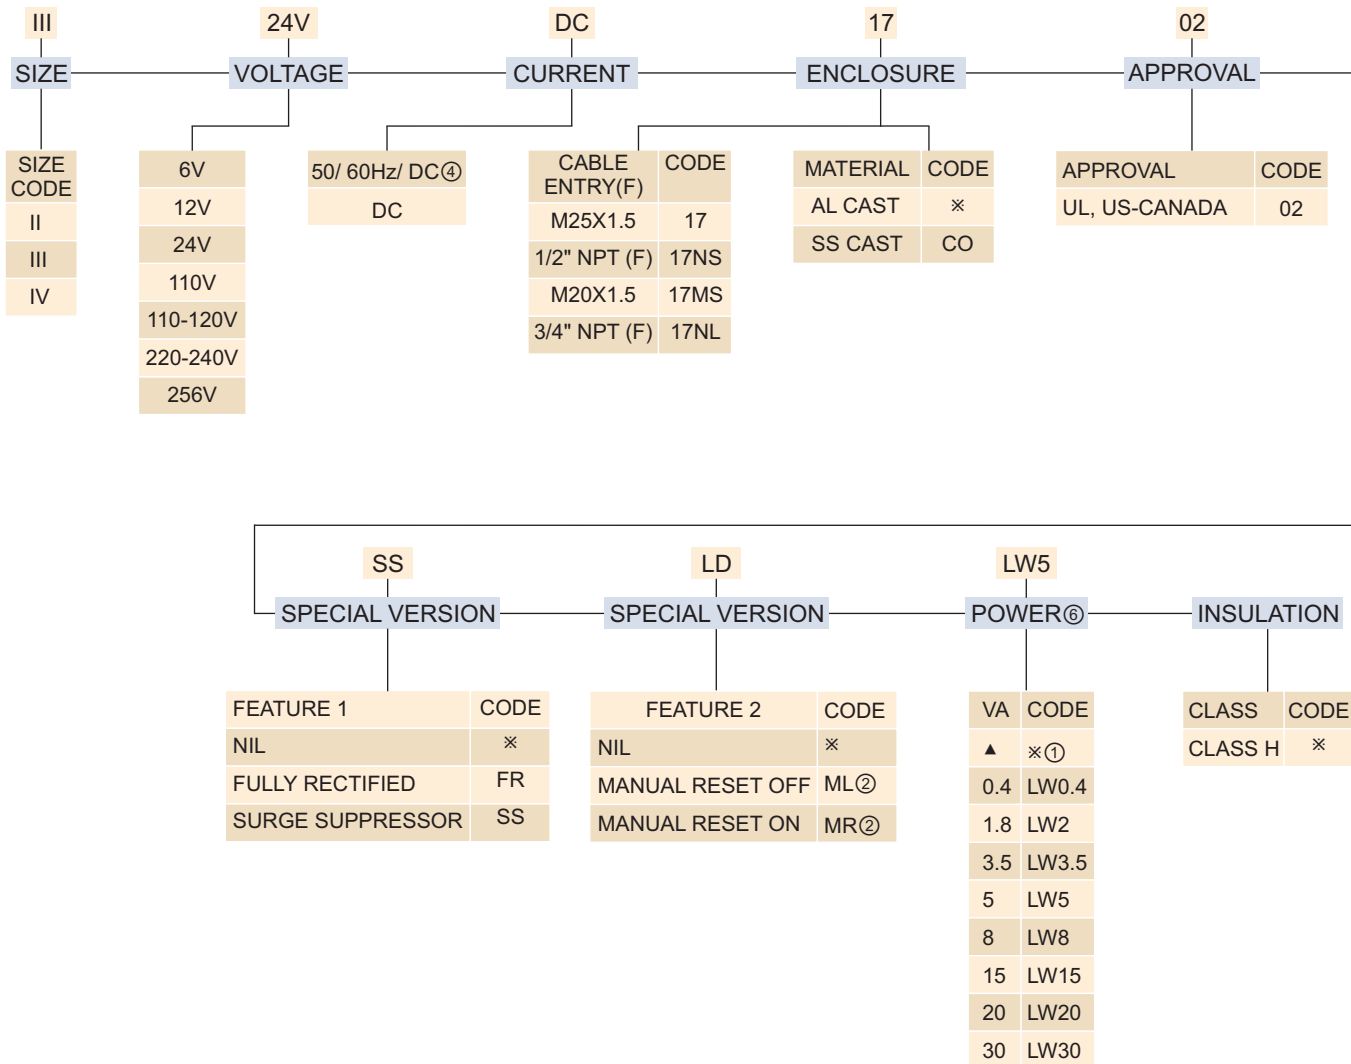 III 24V DC 17 02
SIZE VOLTAGE CURRENT ENCLOSURE APPROVAL
SIZE
CODE
II
III
IV
6V
12V
24V
110V
110-120V
220-240V
256V
50/ 60Hz/ DC④
DC
CABLE
ENTRY(F) CODE
M25X1.5 17
1/2" NPT (F) 17NS
M20X1.5 17MS
3/4" NPT (F) 17NL
MATERIAL CODE
AL CAST ※
SS CAST CO
APPROVAL CODE
UL, US-CANADA 02
SS LD LW5
SPECIAL VERSION SPECIAL VERSION POWER⑥ INSULATION
FEATURE 1 CODE
NIL ※
FULLY RECTIFIED FR
SURGE SUPPRESSOR SS
FEATURE 2 CODE
NIL ※
MANUAL RESET OFF ML②
MANUAL RESET ON MR②
VA CODE
▲ ※①
0.4 LW0.4
1.8 LW2
3.5 LW3.5
5 LW5
8 LW8
15 LW15
20 LW20
30 LW30
CLASS CODE
CLASS H ※